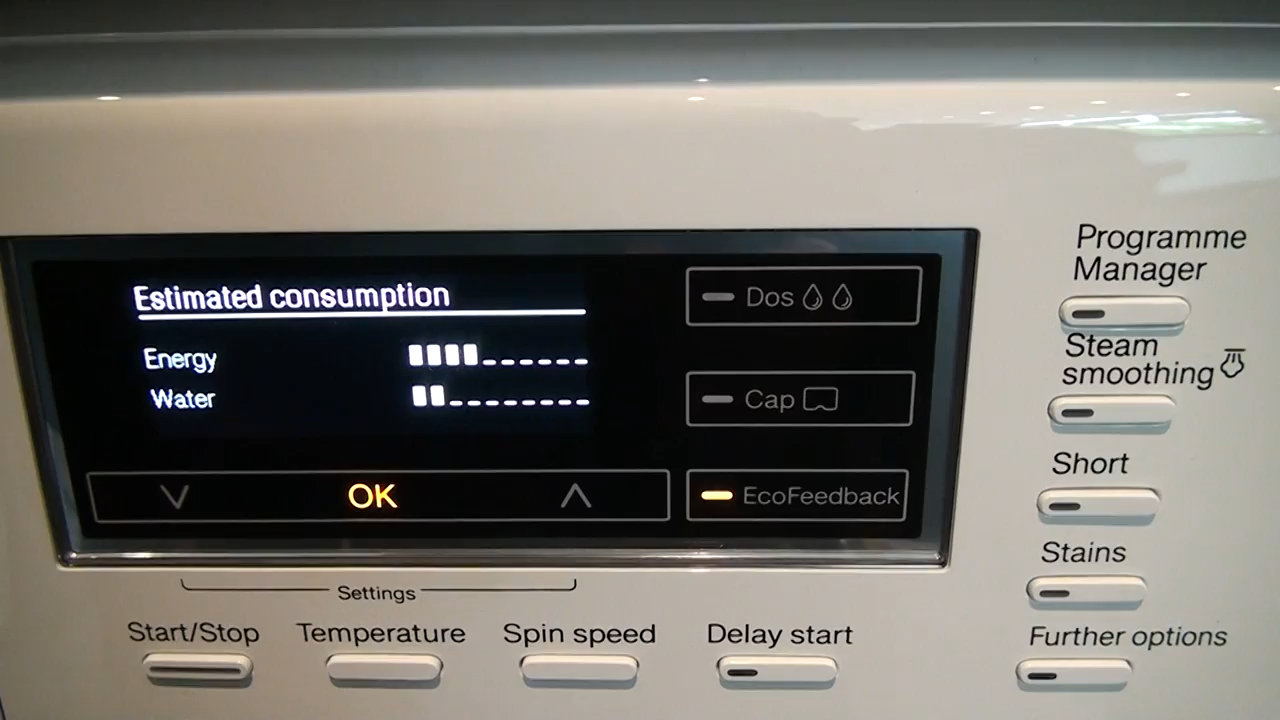 Estimated consumption
Energy
Water
OK
Dos
Cap
EcoFeedback
Programme
Manager
Steam
smoothing
Short
Stains
Further options
Settings
Start/Stop
Temperature
Spin speed
Delay start